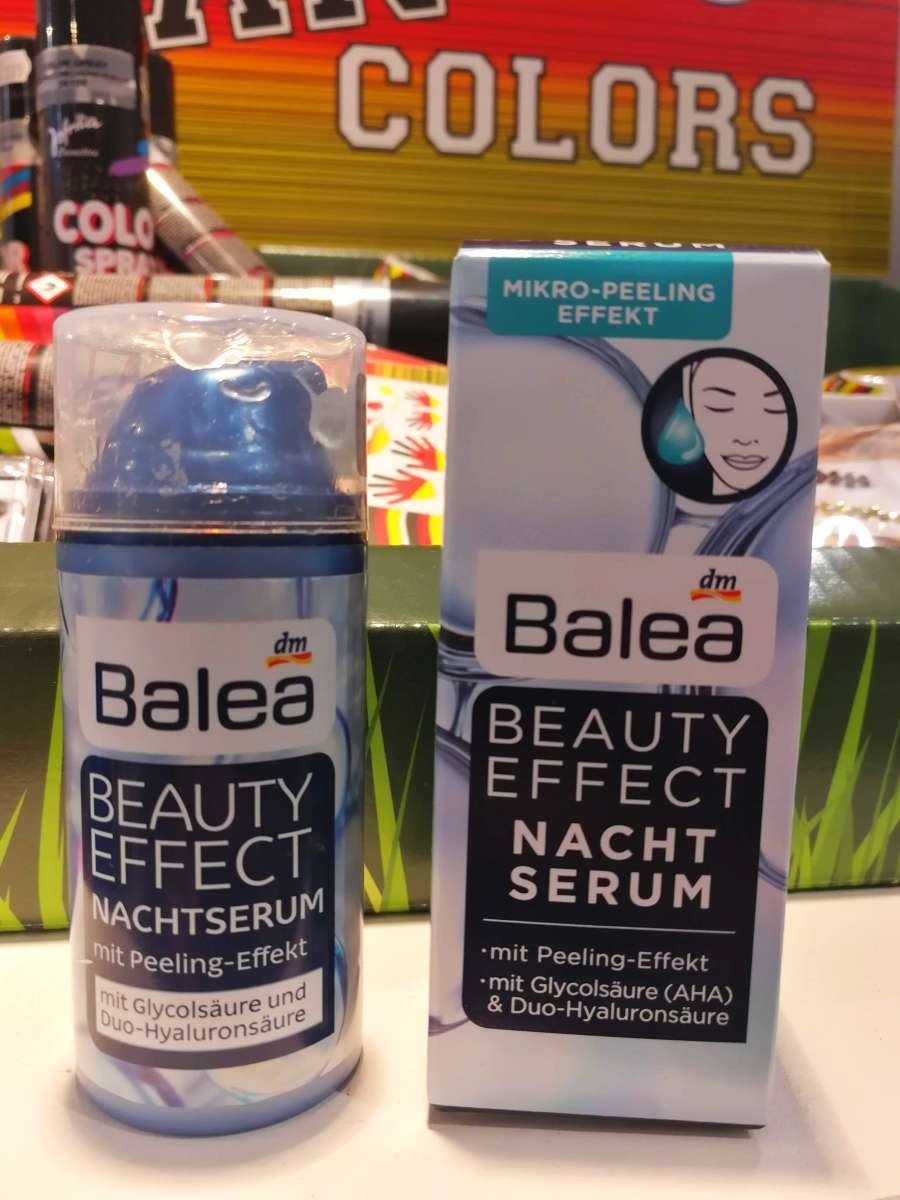 COLORS
COLO
SPRA
SERUM
MIKRO-PEELING
EFFEKT
dm
Balea
BEAUTY
EFFECT
NACHTSERUM
mit Peeling-Effekt
mit Glycolsäure und
Duo-Hyaluronsäure
dm
Balea
BEAUTY
EFFECT
NACHT
SERUM
·mit Peeling-Effekt
·mit Glycolsäure (AHA)
& Duo-Hyaluronsäure